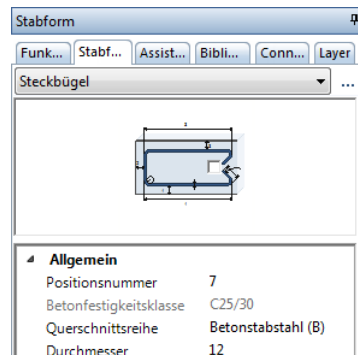 Stabform
Funk... Stabf... Assist... Bibli... Conn... Layer
Steckbügel ...
Allgemein
Positionsnummer 7
Betonfestigkeitsklasse C25/30
Querschnittsreihe Betonstabstahl (B)
Durchmesser 12